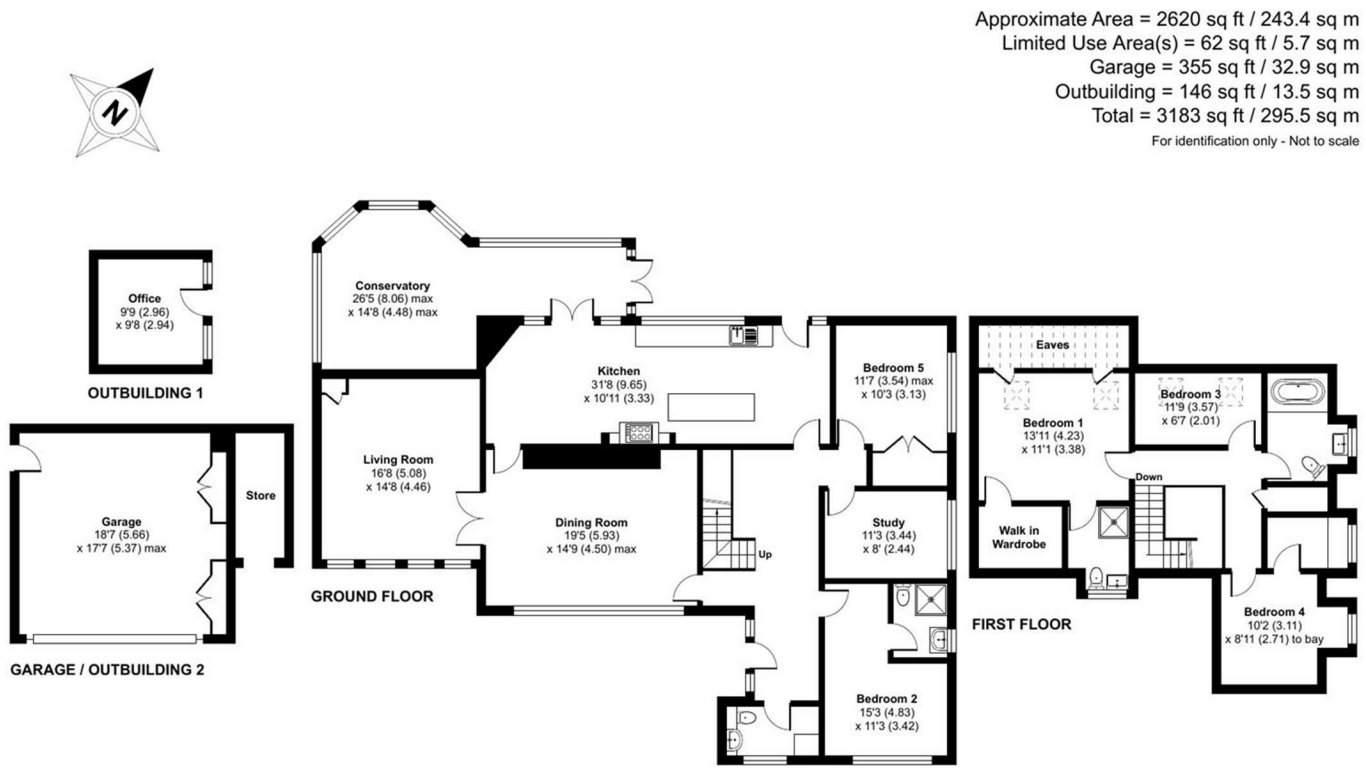 Approximate Area = 2620 sq ft / 243.4 sq m
Limited Use Area(s) = 62 sq ft / 5.7 sq m
Garage = 355 sq ft / 32.9 sq m
Outbuilding = 146 sq ft / 13.5 sq m
Total = 3183 sq ft / 295.5 sq m
For identification only - Not to scale
N
Office
9'9 (2.96)
x 9'8 (2.94)
OUTBUILDING 1
Garage
18'7 (5.66)
x 17'7 (5.37) max
Store
GARAGE / OUTBUILDING 2
Conservatory
26'5 (8.06) max
x 14'8 (4.48) max
Kitchen
31'8 (9.65)
x 10'11 (3.33)
Bedroom 5
11'7 (3.54) max
x 10'3 (3.13)
Living Room
16'8 (5.08)
x 14'8 (4.46)
Dining Room
19'5 (5.93)
x 14'9 (4.50) max
Up
Study
11'3 (3.44)
x 8' (2.44)
Bedroom 2
15'3 (4.83)
x 11'3 (3.42)
GROUND FLOOR
Eaves
Bedroom 1
13'11 (4.23)
x 11'1 (3.38)
Bedroom 3
11'9 (3.57)
x 6'7 (2.01)
Down
Walk in
Wardrobe
Bedroom 4
10'2 (3.11)
x 8'11 (2.71) to bay
FIRST FLOOR